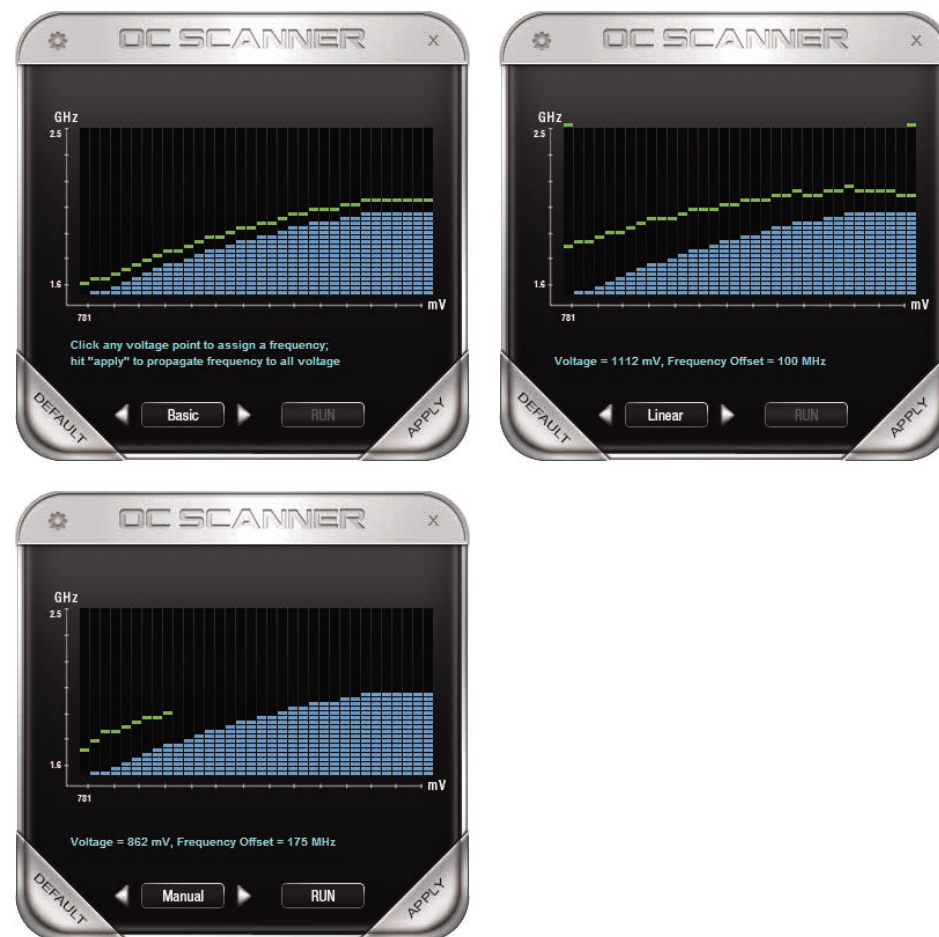 OC SCANNER
X
GHz
2.5
1.6
mV
781
Click any voltage point to assign a frequency;
hit "apply" to propagate frequency to all voltage
DEFAULT
Basic
RUN
APPLY
OC SCANNER
X
GHz
2.5
1.6
mV
781
Voltage = 1112 mV, Frequency Offset = 100 MHz
DEFAULT
Linear
RUN
APPLY
OC SCANNER
X
GHz
2.5
1.6
mV
781
Voltage = 862 mV, Frequency Offset = 175 MHz
DEFAULT
Manual
RUN
APPLY